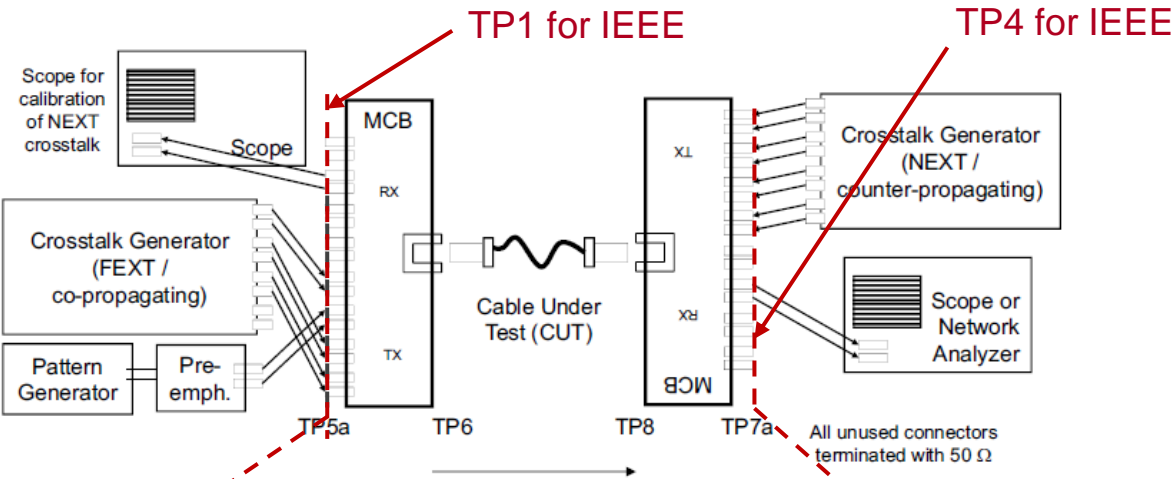 TP1 for IEEE
TP4 for IEEE
Scope for
calibration
of NEXT
crosstalk
Scope
MCB
RX
TX
Crosstalk Generator
(FEXT /
co-propagating)
Pattern
Generator
Pre-
emph.
TP5a
TP6
Cable Under
Test (CUT)
TP8
TP7a
TX
RX
MCB
Crosstalk Generator
(NEXT /
counter-propagating)
Scope or
Network
Analyzer
All unused connectors
terminated with 50 Ω